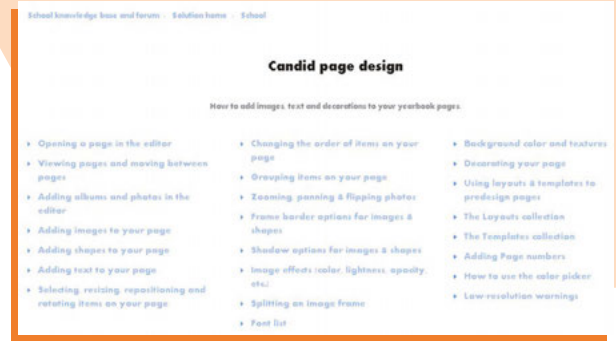 School knowledge base and forum › Solution home › School
Candid page design
How to add images, text and decorations to your yearbook pages.
Opening a page in the editor
Viewing pages and moving between
pages
Adding albums and photos in the
editor
Adding images to your page
Adding shapes to your page
Adding text to your page
Selecting, resizing, repositioning and
rotating items on your page
Changing the order of items on your
page
Grouping items on your page
Zooming, panning & flipping photos
Frame border options for images &
shapes
Shadow options for images & shapes
Image effects (color, lightness, opacity,
etc.)
Splitting an Image Frame
Font list
Background color and textures
Decorating your page
Using layouts & templates to
predesign pages
The Layouts collection
The Templates collection
Adding Page numbers
How to use the color picker
Low-resolution warnings